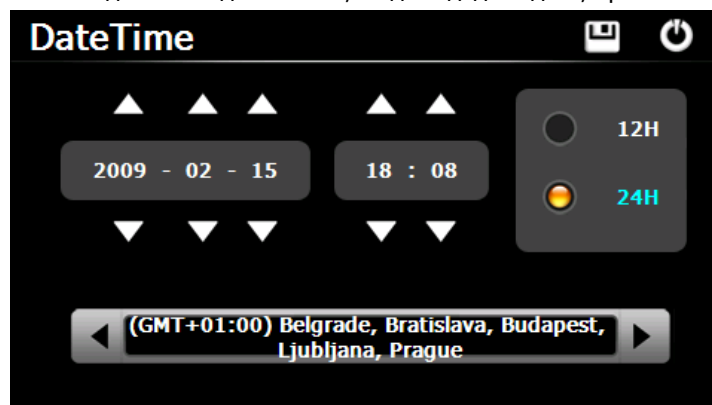 DateTime
2009 - 02 - 15
18 : 08
12H
24H
(GMT+01:00) Belgrade, Bratislava, Budapest,
Ljubljana, Prague